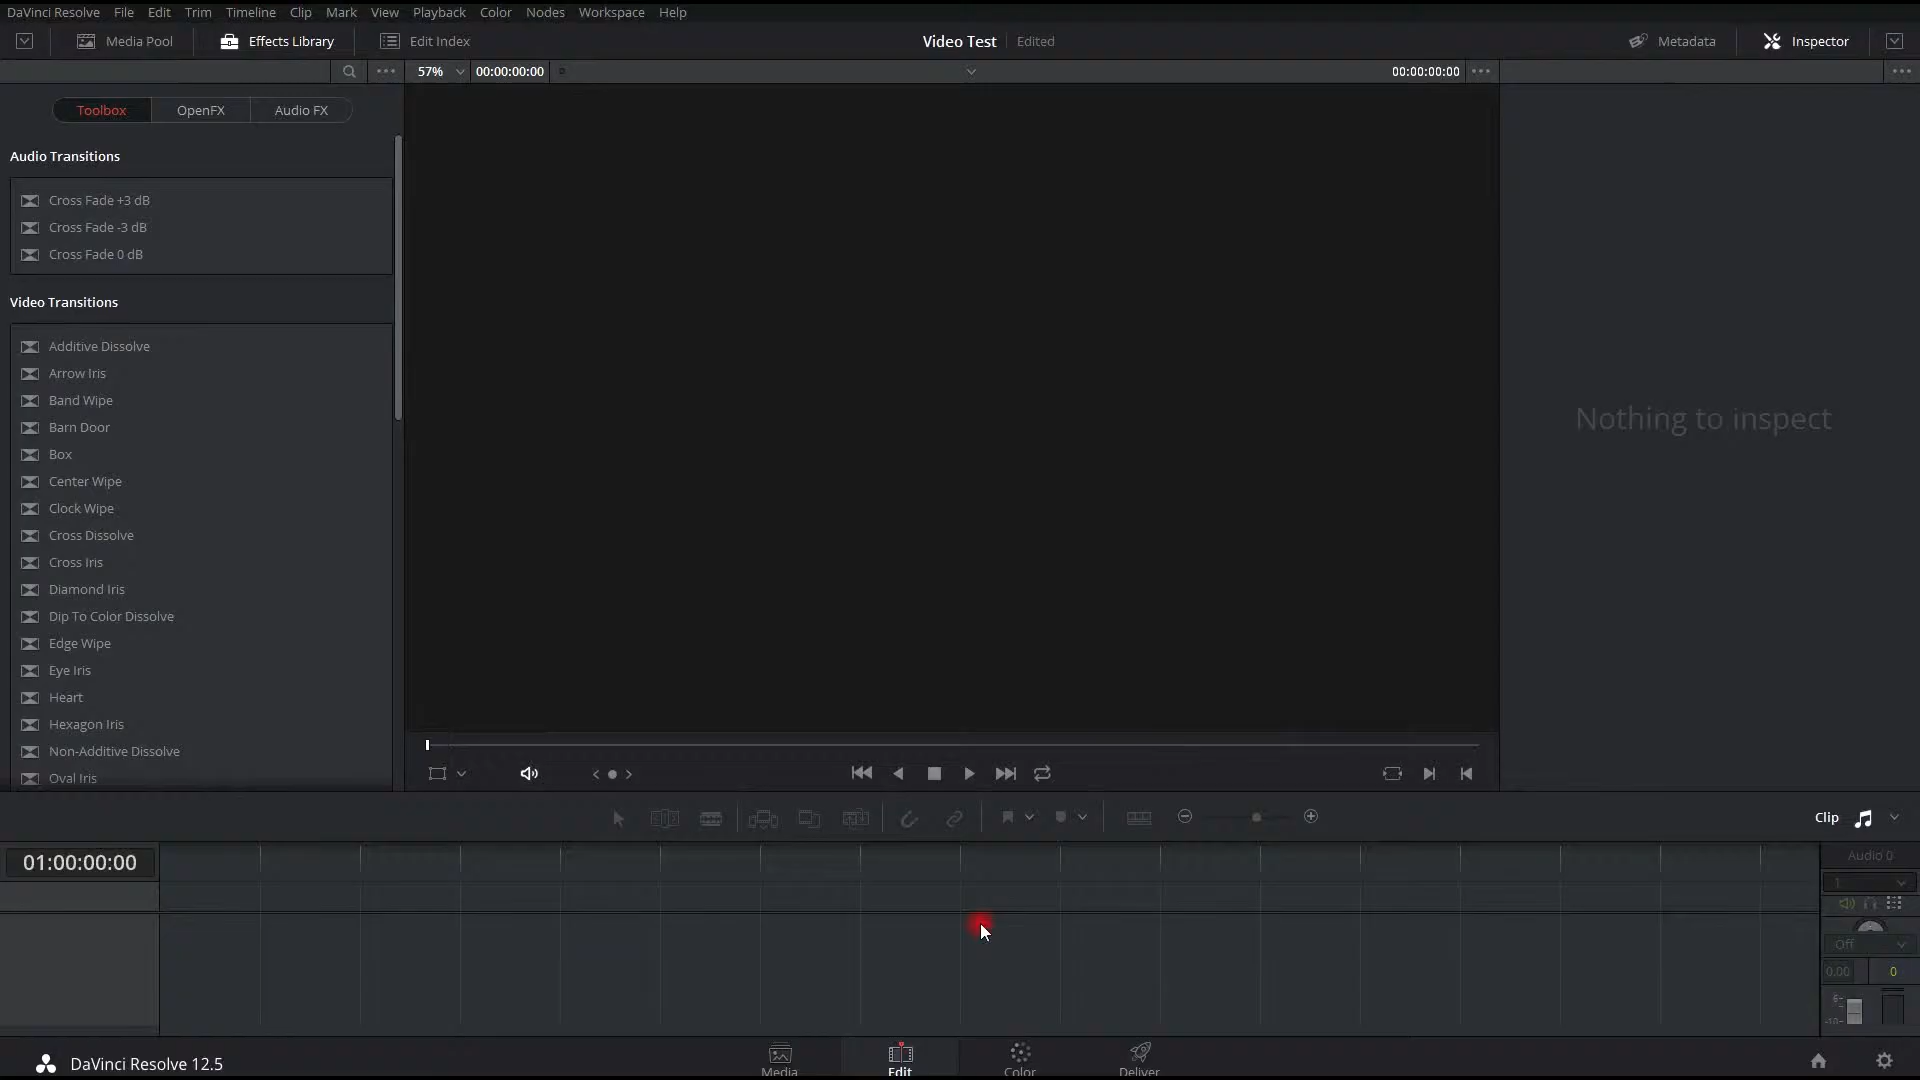 DaVinci Resolve File Edit Trim Timeline Clip Mark View Playback Color Nodes Workspace Help
Media Pool Effects Library Edit Index Video Test Edited Metadata Inspector
57% 00:00:00:00 00:00:00:00
Toolbox OpenFX Audio FX
Audio Transitions
Cross Fade +3 dB
Cross Fade -3 dB
Cross Fade 0 dB
Video Transitions
Additive Dissolve
Arrow Iris
Band Wipe
Barn Door
Box
Center Wipe
Clock Wipe
Cross Dissolve
Cross Iris
Diamond Iris
Dip To Color Dissolve
Edge Wipe
Eye Iris
Heart
Hexagon Iris
Non-Additive Dissolve
Oval Iris
Nothing to inspect
Clip
01:00:00:00
Audio 0
1
Off
0.00 0
DaVinci Resolve 12.5
Media Edit Color Deliver